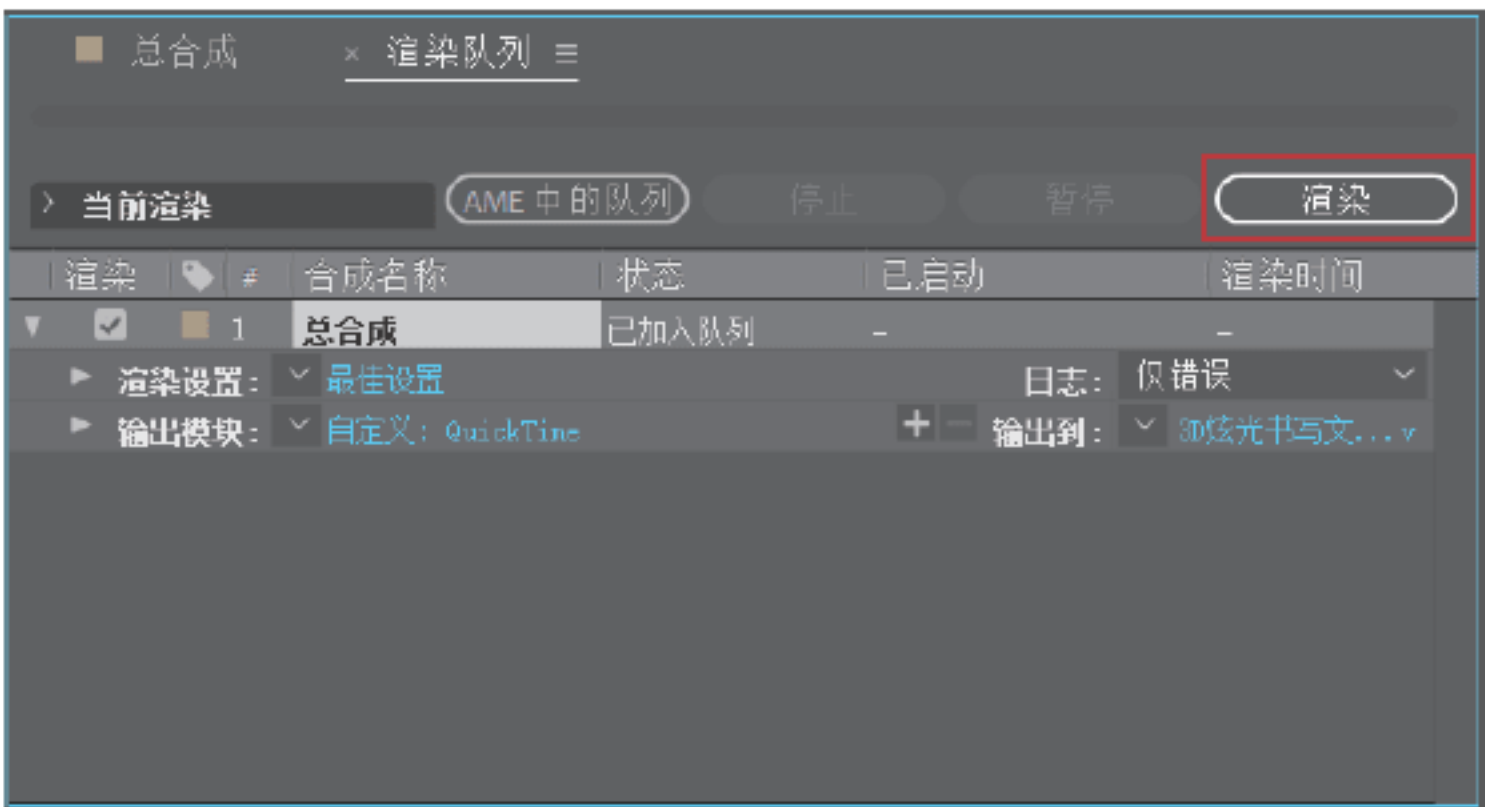 总合成 × 渲染队列 ≡
> 当前渲染 AME 中的队列 停止 暂停 渲染
渲染 # 合成名称 状态 已启动 渲染时间
1 总合成 已加入队列 - -
渲染设置: 最佳设置 日志: 仅错误
输出模块: 自定义: QuickTime + - 输出到: 3D炫光书写文...v